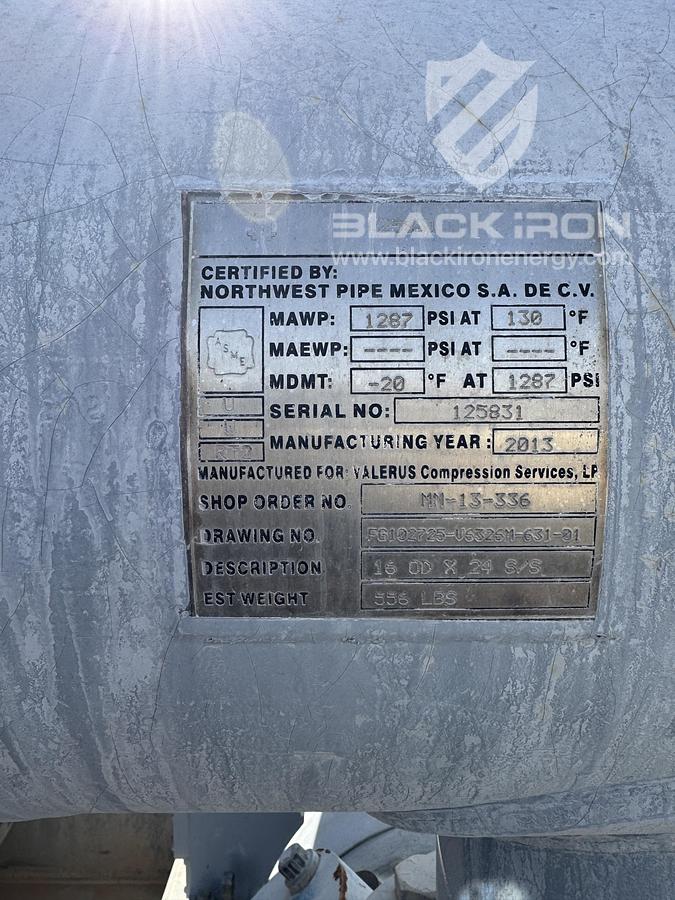 BLACK IRON
www.blackironenergy.com
CERTIFIED BY:
NORTHWEST PIPE MEXICO S.A. DE C.V.
MAWP: 1287 PSI AT 130 °F
ASME
MAEWP: ---- PSI AT ---- °F
MDMT: -20 °F AT 1287 PSI
U
SERIAL NO: 125831
W
MANUFACTURING YEAR : 2013
MANUFACTURED FOR: VALERUS Compression Services, LP
SHOP ORDER NO. MN-13-336
DRAWING NO.
DESCRIPTION 16 OD X 24 S/S
EST WEIGHT 556 LBS